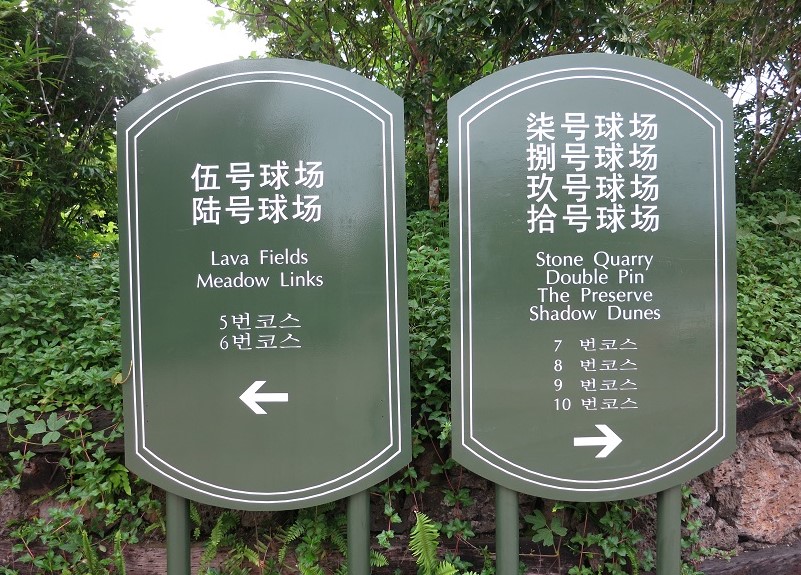 伍号球场
陆号球场
Lava Fields
Meadow Links
5번코스
6번코스
柒号球场
捌号球场
玖号球场
拾号球场
Stone Quarry
Double Pin
The Preserve
Shadow Dunes
7 번코스
8 번코스
9 번코스
10 번코스